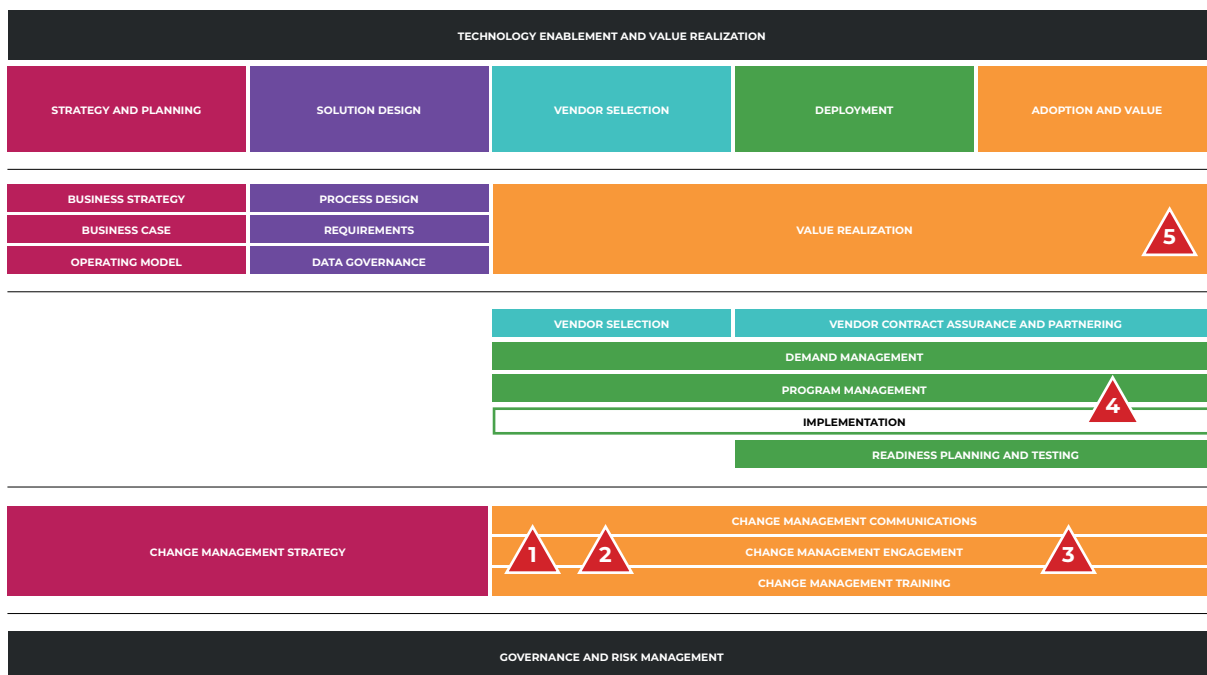 TECHNOLOGY ENABLEMENT AND VALUE REALIZATION
STRATEGY AND PLANNING
SOLUTION DESIGN
VENDOR SELECTION
DEPLOYMENT
ADOPTION AND VALUE
BUSINESS STRATEGY
BUSINESS CASE
OPERATING MODEL
PROCESS DESIGN
REQUIREMENTS
DATA GOVERNANCE
VALUE REALIZATION
5
VENDOR SELECTION
VENDOR CONTRACT ASSURANCE AND PARTNERING
DEMAND MANAGEMENT
PROGRAM MANAGEMENT
4
IMPLEMENTATION
READINESS PLANNING AND TESTING
CHANGE MANAGEMENT STRATEGY
CHANGE MANAGEMENT COMMUNICATIONS
1
2
CHANGE MANAGEMENT ENGAGEMENT
3
CHANGE MANAGEMENT TRAINING
GOVERNANCE AND RISK MANAGEMENT